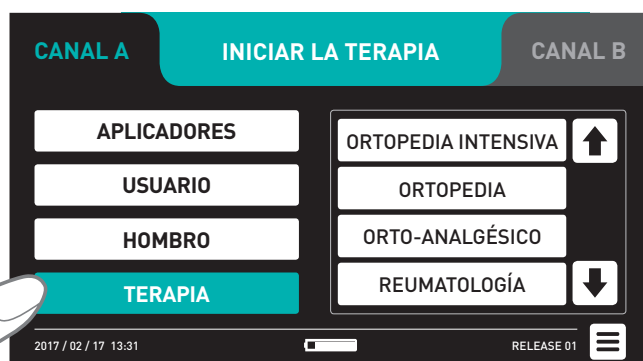 CANAL A
INICIAR LA TERAPIA
CANAL B
APLICADORES
USUARIO
HOMBRO
TERAPIA
ORTOPEDIA INTENSIVA
ORTOPEDIA
ORTO-ANALGÉSICO
REUMATOLOGÍA
2017 / 02 / 17 13:31
RELEASE 01